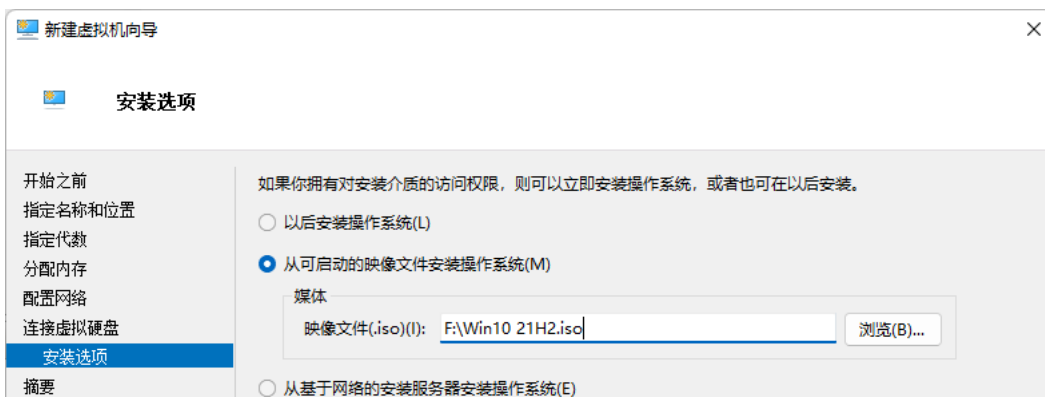 新建虚拟机向导
安装选项
开始之前
指定名称和位置
指定代数
分配内存
配置网络
连接虚拟硬盘
安装选项
摘要
如果你拥有对安装介质的访问权限，则可以立即安装操作系统，或者也可在以后安装。
以后安装操作系统(L)
从可启动的映像文件安装操作系统(M)
媒体
映像文件(.iso)(I): F:\Win10 21H2.iso 浏览(B)...
从基于网络的安装服务器安装操作系统(E)